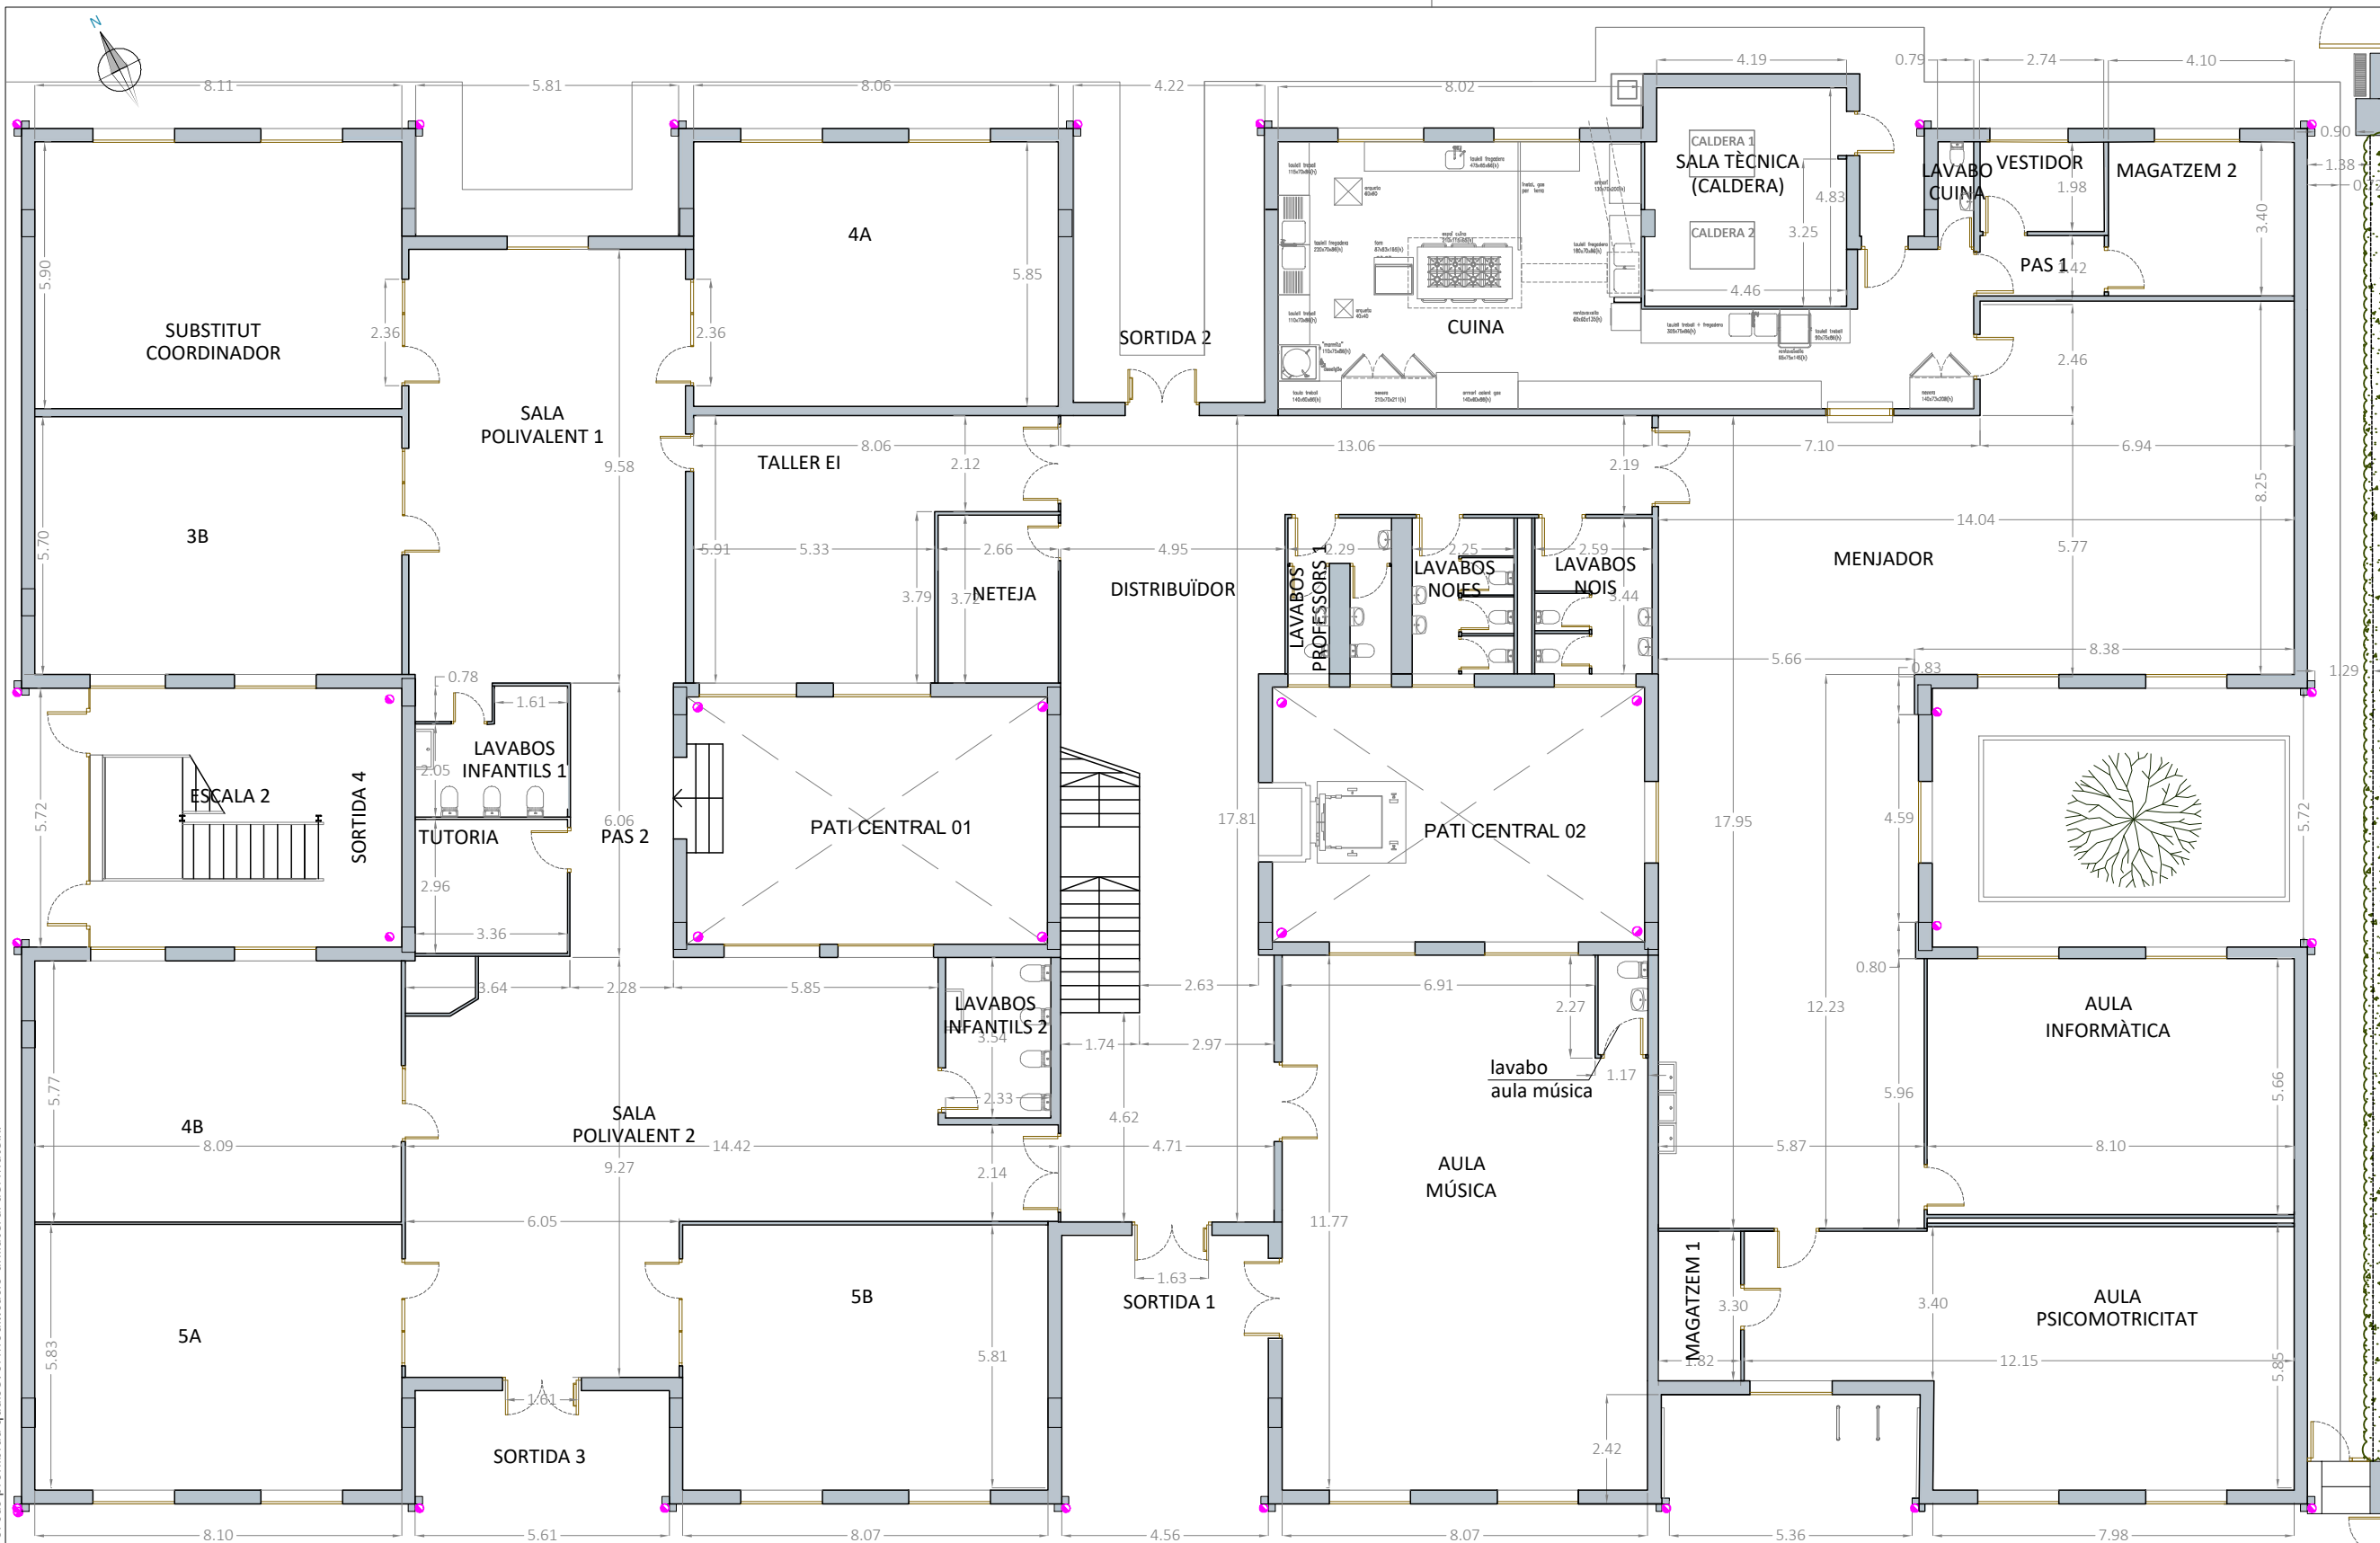 N
8.11
5.81
8.06
4.22
8.02
4.19
0.79
2.74
4.10
0.90
1.38
CALDERA 1
SALA TÈCNICA
(CALDERA)
CALDERA 2
4.83
3.25
4.46
LAVABO
CUINA
VESTIDOR
1.98
MAGATZEM 2
3.40
PAS 1
4A
5.85
5.90
SUBSTITUT
COORDINADOR
2.36
2.36
SORTIDA 2
CUINA
2.46
SALA
POLIVALENT 1
9.58
TALLER EI
8.06
2.12
13.06
2.19
7.10
6.94
8.25
3B
5.70
5.91
5.33
2.66
4.95
2.29
2.25
2.59
14.04
5.77
MENJADOR
3.79
3.72
NETEJA
DISTRIBUÏDOR
LAVABOS
PROFESSORS 1
LAVABOS
NOIES
LAVABOS
NOIS
3.44
5.66
8.38
0.83
1.29
0.78
1.61
LAVABOS
INFANTILS 1
2.05
ESCALA 2
SORTIDA 4
5.72
TUTORIA
6.06
PAS 2
2.96
3.36
PATI CENTRAL 01
17.81
PATI CENTRAL 02
17.95
4.59
5.72
3.64
2.28
5.85
2.63
6.91
2.27
0.80
12.23
LAVABOS
INFANTILS 2
3.54
2.33
1.74
2.97
lavabo
aula música
1.17
AULA
INFORMÀTICA
5.66
5.96
5.77
4B
8.09
SALA
POLIVALENT 2
14.42
9.27
2.14
4.62
4.71
AULA
MÚSICA
5.87
8.10
6.05
11.77
1.63
SORTIDA 1
5A
5.83
5B
5.81
MAGATZEM 1
3.30
3.40
AULA
PSICOMOTRICITAT
1.82
12.15
5.85
1.61
SORTIDA 3
2.42
8.10
5.61
8.07
4.56
8.07
5.36
7.98